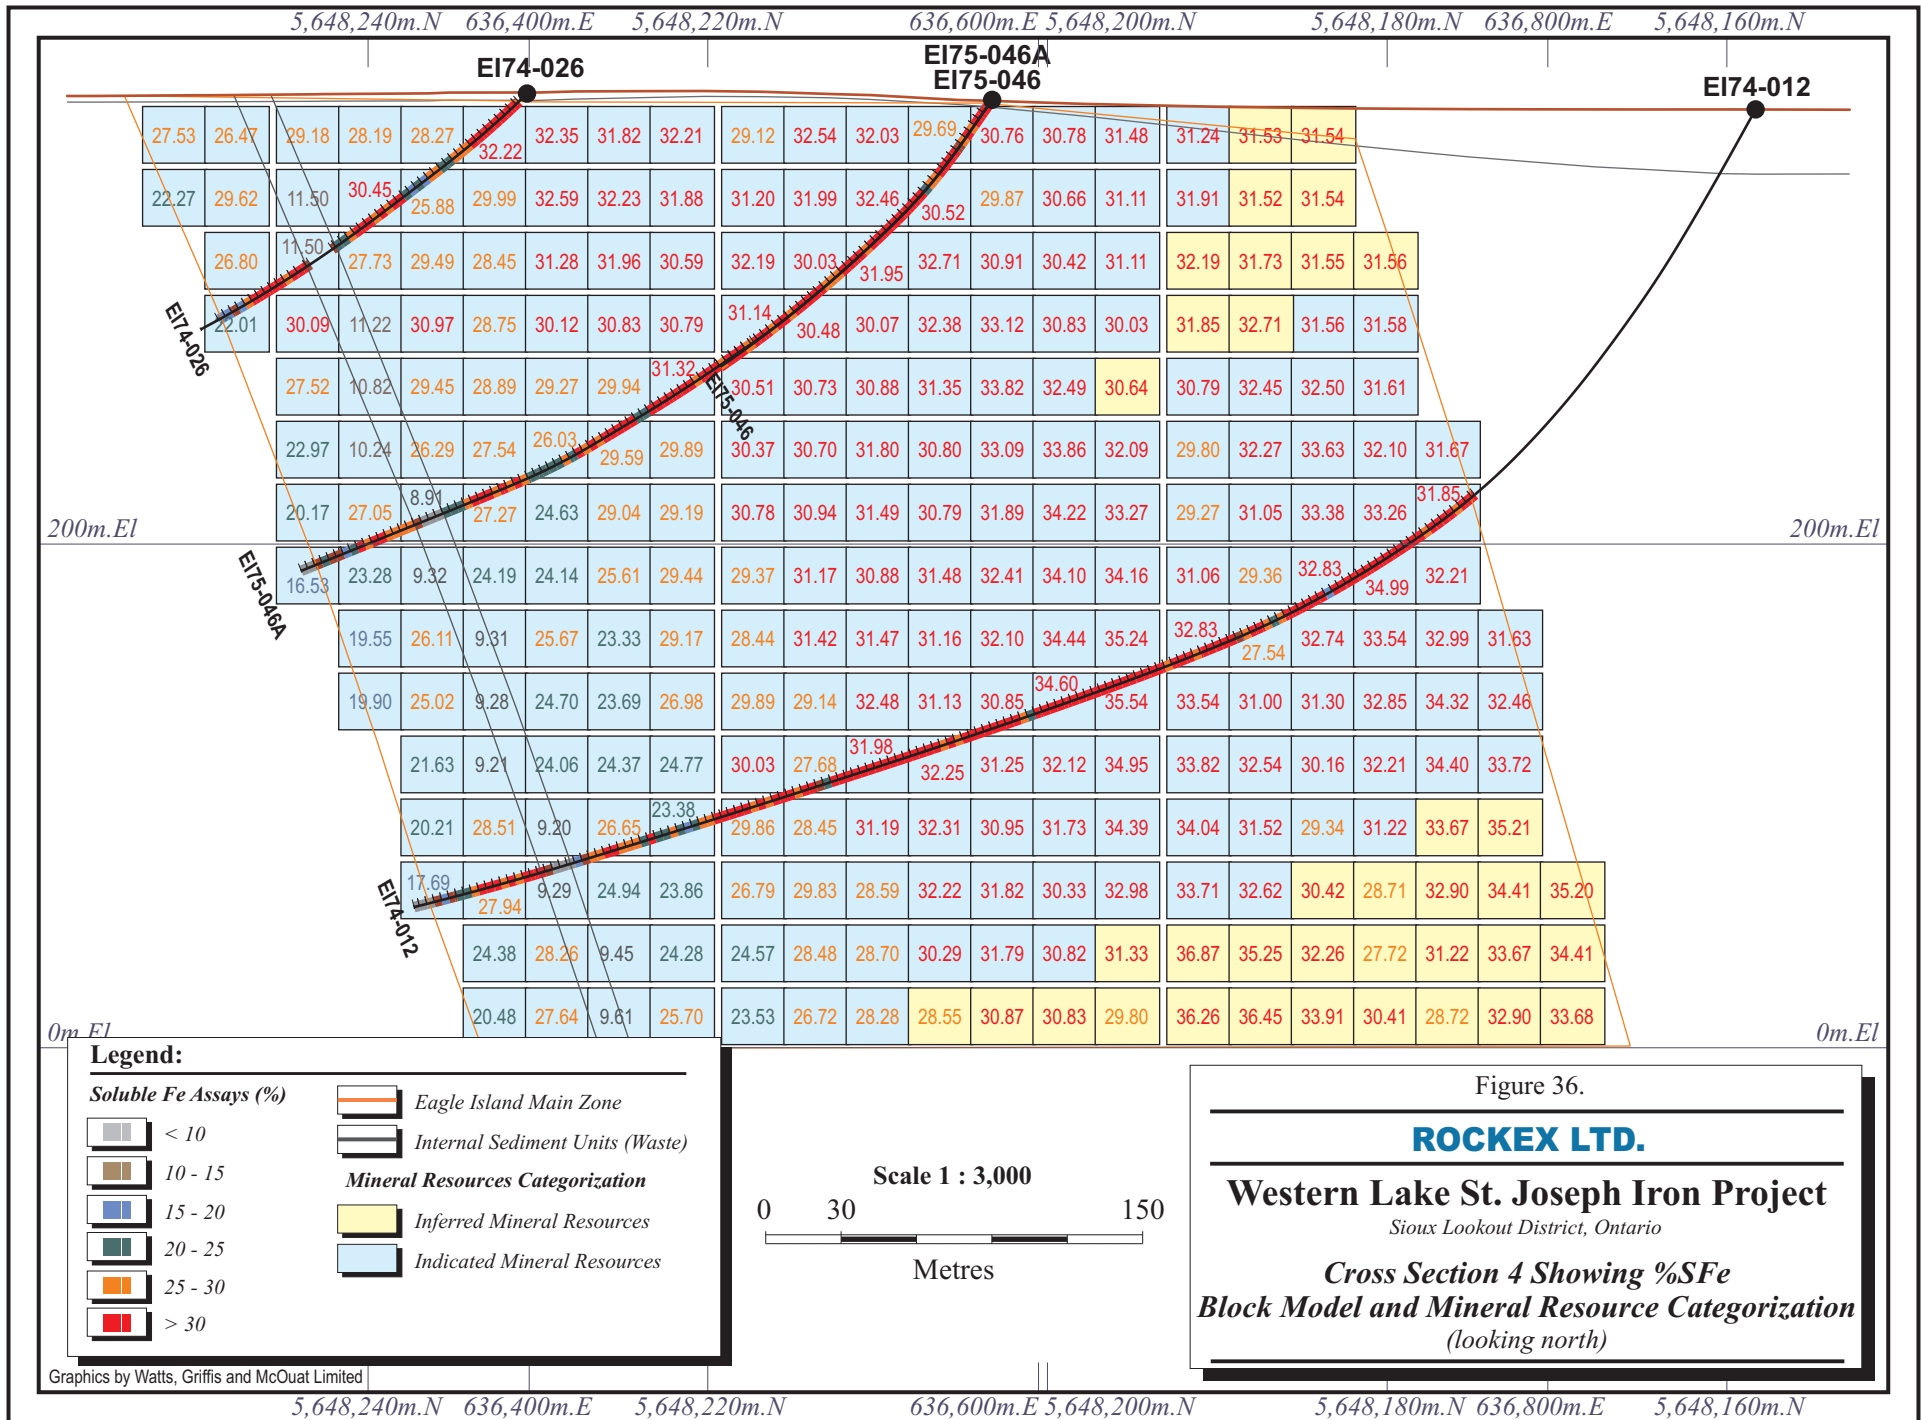 5,648,240m.N 636,400m.E 5,648,220m.N 636,600m.E 5,648,200m.N 5,648,180m.N 636,800m.E 5,648,160m.N
EI75-046A
EI74-026 EI75-046 EI74-012
27.53 26.47 29.18 28.19 28.27 32.22 32.35 31.82 32.21 29.12 32.54 32.03 29.69 30.76 30.78 31.48 31.24 31.53 31.54
22.27 29.62 11.50 30.45 25.88 29.99 32.59 32.23 31.88 31.20 31.99 32.46 30.52 29.87 30.66 31.11 31.91 31.52 31.54
26.80 11.50 27.73 29.49 28.45 31.28 31.96 30.59 32.19 30.03 31.95 32.71 30.91 30.42 31.11 32.19 31.73 31.55 31.56
22.01 30.09 11.22 30.97 28.75 30.12 30.83 30.79 31.14 30.48 30.07 32.38 33.12 30.83 30.03 31.85 32.71 31.56 31.58
EI74-026
27.52 10.82 29.45 28.89 29.27 29.94 31.32 30.51 30.73 30.88 31.35 33.82 32.49 30.64 30.79 32.45 32.50 31.61
EI75-046
22.97 10.24 26.29 27.54 26.03 29.59 29.89 30.37 30.70 31.80 30.80 33.09 33.86 32.09 29.80 32.27 33.63 32.10 31.67
20.17 27.05 8.91 27.27 24.63 29.04 29.19 30.78 30.94 31.49 30.79 31.89 34.22 33.27 29.27 31.05 33.38 33.26 31.85
200m.El 200m.El
16.53 23.28 9.32 24.19 24.14 25.61 29.44 29.37 31.17 30.88 31.48 32.41 34.10 34.16 31.06 29.36 32.83 34.99 32.21
EI75-046A
19.55 26.11 9.31 25.67 23.33 29.17 28.44 31.42 31.47 31.16 32.10 34.44 35.24 32.83 27.54 32.74 33.54 32.99 31.63
19.90 25.02 9.28 24.70 23.69 26.98 29.89 29.14 32.48 31.13 30.85 34.60 35.54 33.54 31.00 31.30 32.85 34.32 32.46
21.63 9.21 24.06 24.37 24.77 30.03 27.68 31.98 32.25 31.25 32.12 34.95 33.82 32.54 30.16 32.21 34.40 33.72
20.21 28.51 9.20 26.65 23.38 29.86 28.45 31.19 32.31 30.95 31.73 34.39 34.04 31.52 29.34 31.22 33.67 35.21
17.69 27.94 9.29 24.94 23.86 26.79 29.83 28.59 32.22 31.82 30.33 32.98 33.71 32.62 30.42 28.71 32.90 34.41 35.20
EI74-012
24.38 28.26 9.45 24.28 24.57 28.48 28.70 30.29 31.79 30.82 31.33 36.87 35.25 32.26 27.72 31.22 33.67 34.41
20.48 27.64 9.61 25.70 23.53 26.72 28.28 28.55 30.87 30.83 29.80 36.26 36.45 33.91 30.41 28.72 32.90 33.68
0m.El 0m.El
Legend:
Soluble Fe Assays (%)
< 10
10 - 15
15 - 20
20 - 25
25 - 30
> 30
Eagle Island Main Zone
Internal Sediment Units (Waste)
Mineral Resources Categorization
Inferred Mineral Resources
Indicated Mineral Resources
Scale 1 : 3,000
0 30 150
Metres
Figure 36.
ROCKEX LTD.
Western Lake St. Joseph Iron Project
Sioux Lookout District, Ontario
Cross Section 4 Showing %SFe
Block Model and Mineral Resource Categorization
(looking north)
Graphics by Watts, Griffis and McOuat Limited
5,648,240m.N 636,400m.E 5,648,220m.N 636,600m.E 5,648,200m.N 5,648,180m.N 636,800m.E 5,648,160m.N